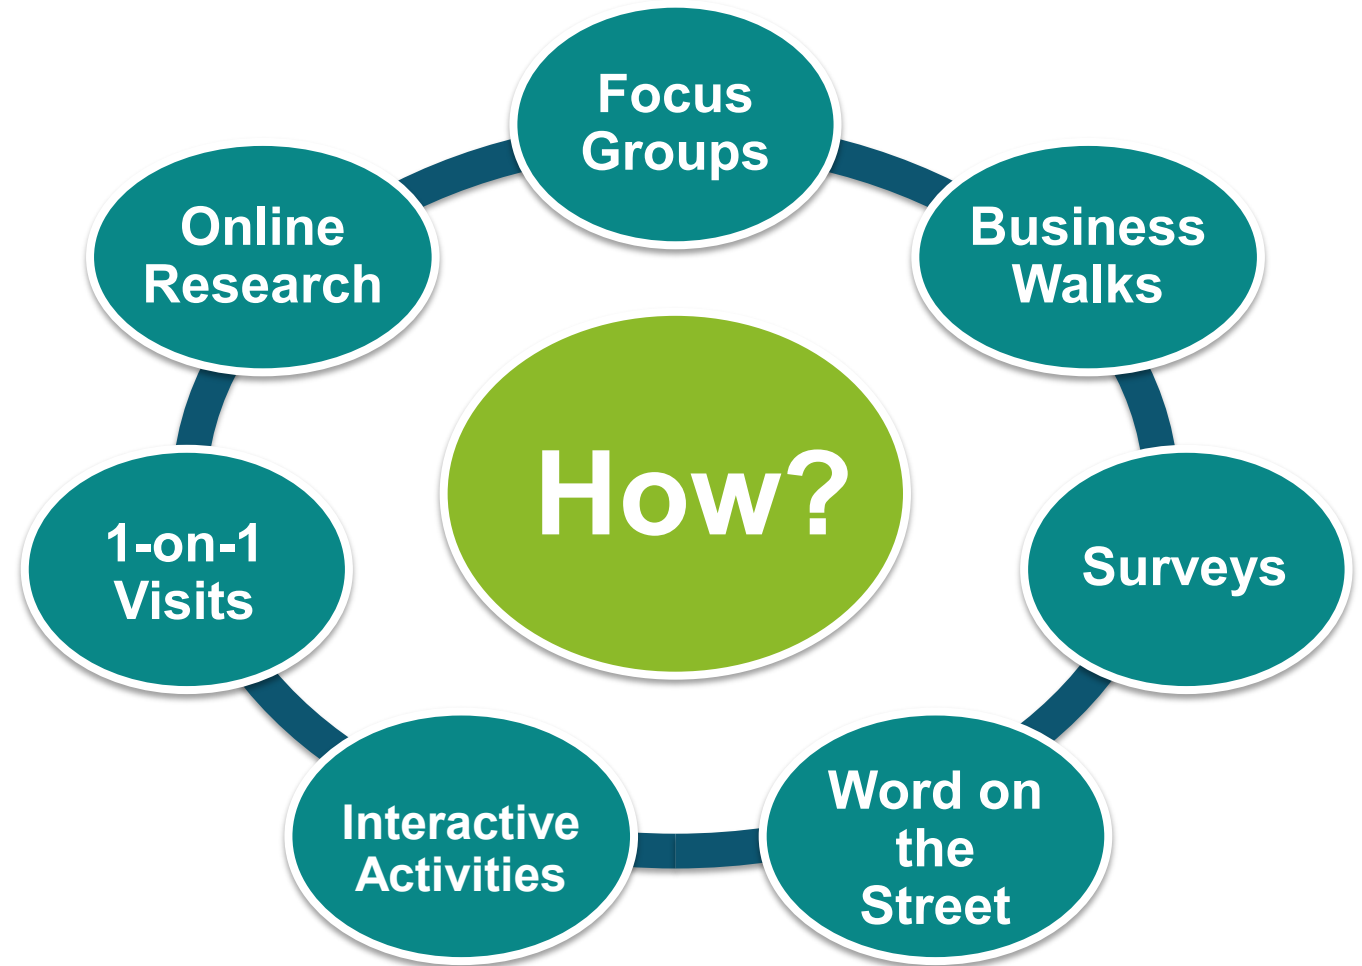 Focus
Groups
Business
Walks
Surveys
Word on
the
Street
Interactive
Activities
1-on-1
Visits
Online
Research
How?